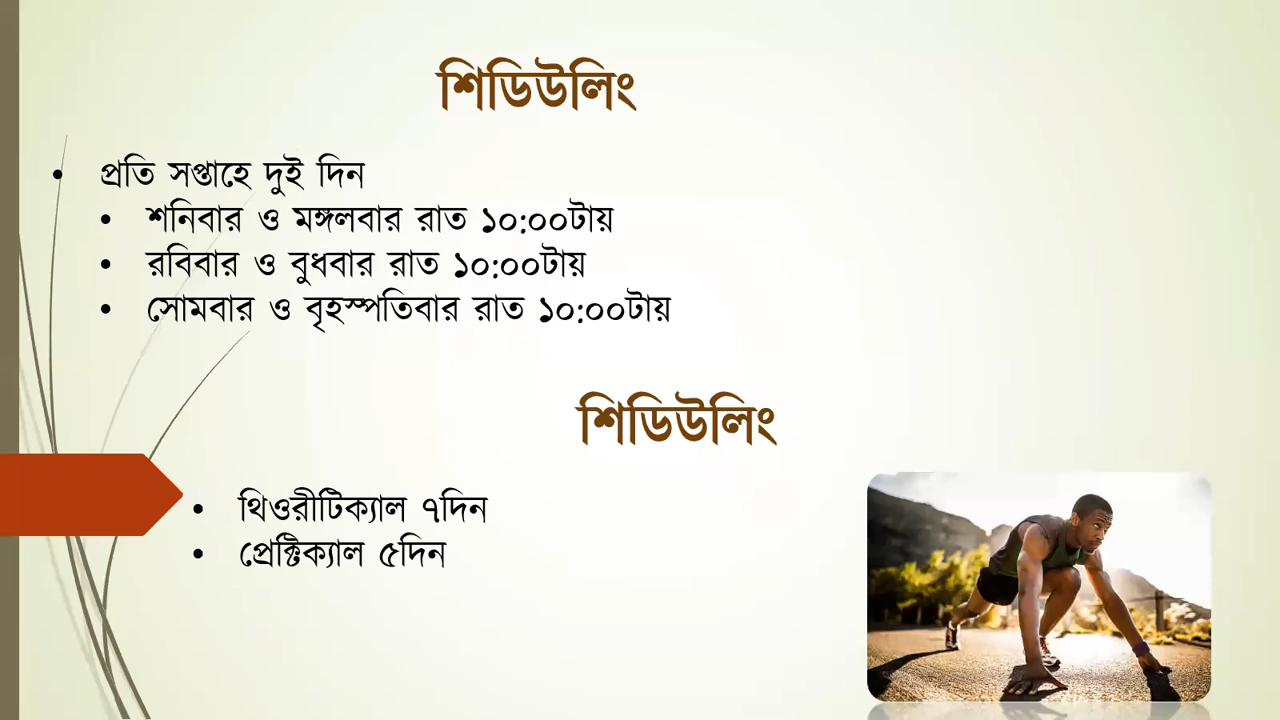 শিডিউলিং
প্রতি সপ্তাহে দুই দিন
শনিবার ও মঙ্গলবার রাত ১০:০০টায়
রবিবার ও বুধবার রাত ১০:০০টায়
সোমবার ও বৃহস্পতিবার রাত ১০:০০টায়
শিডিউলিং
থিওরীটিক্যাল ৭দিন
প্রেক্টিক্যাল ৫দিন